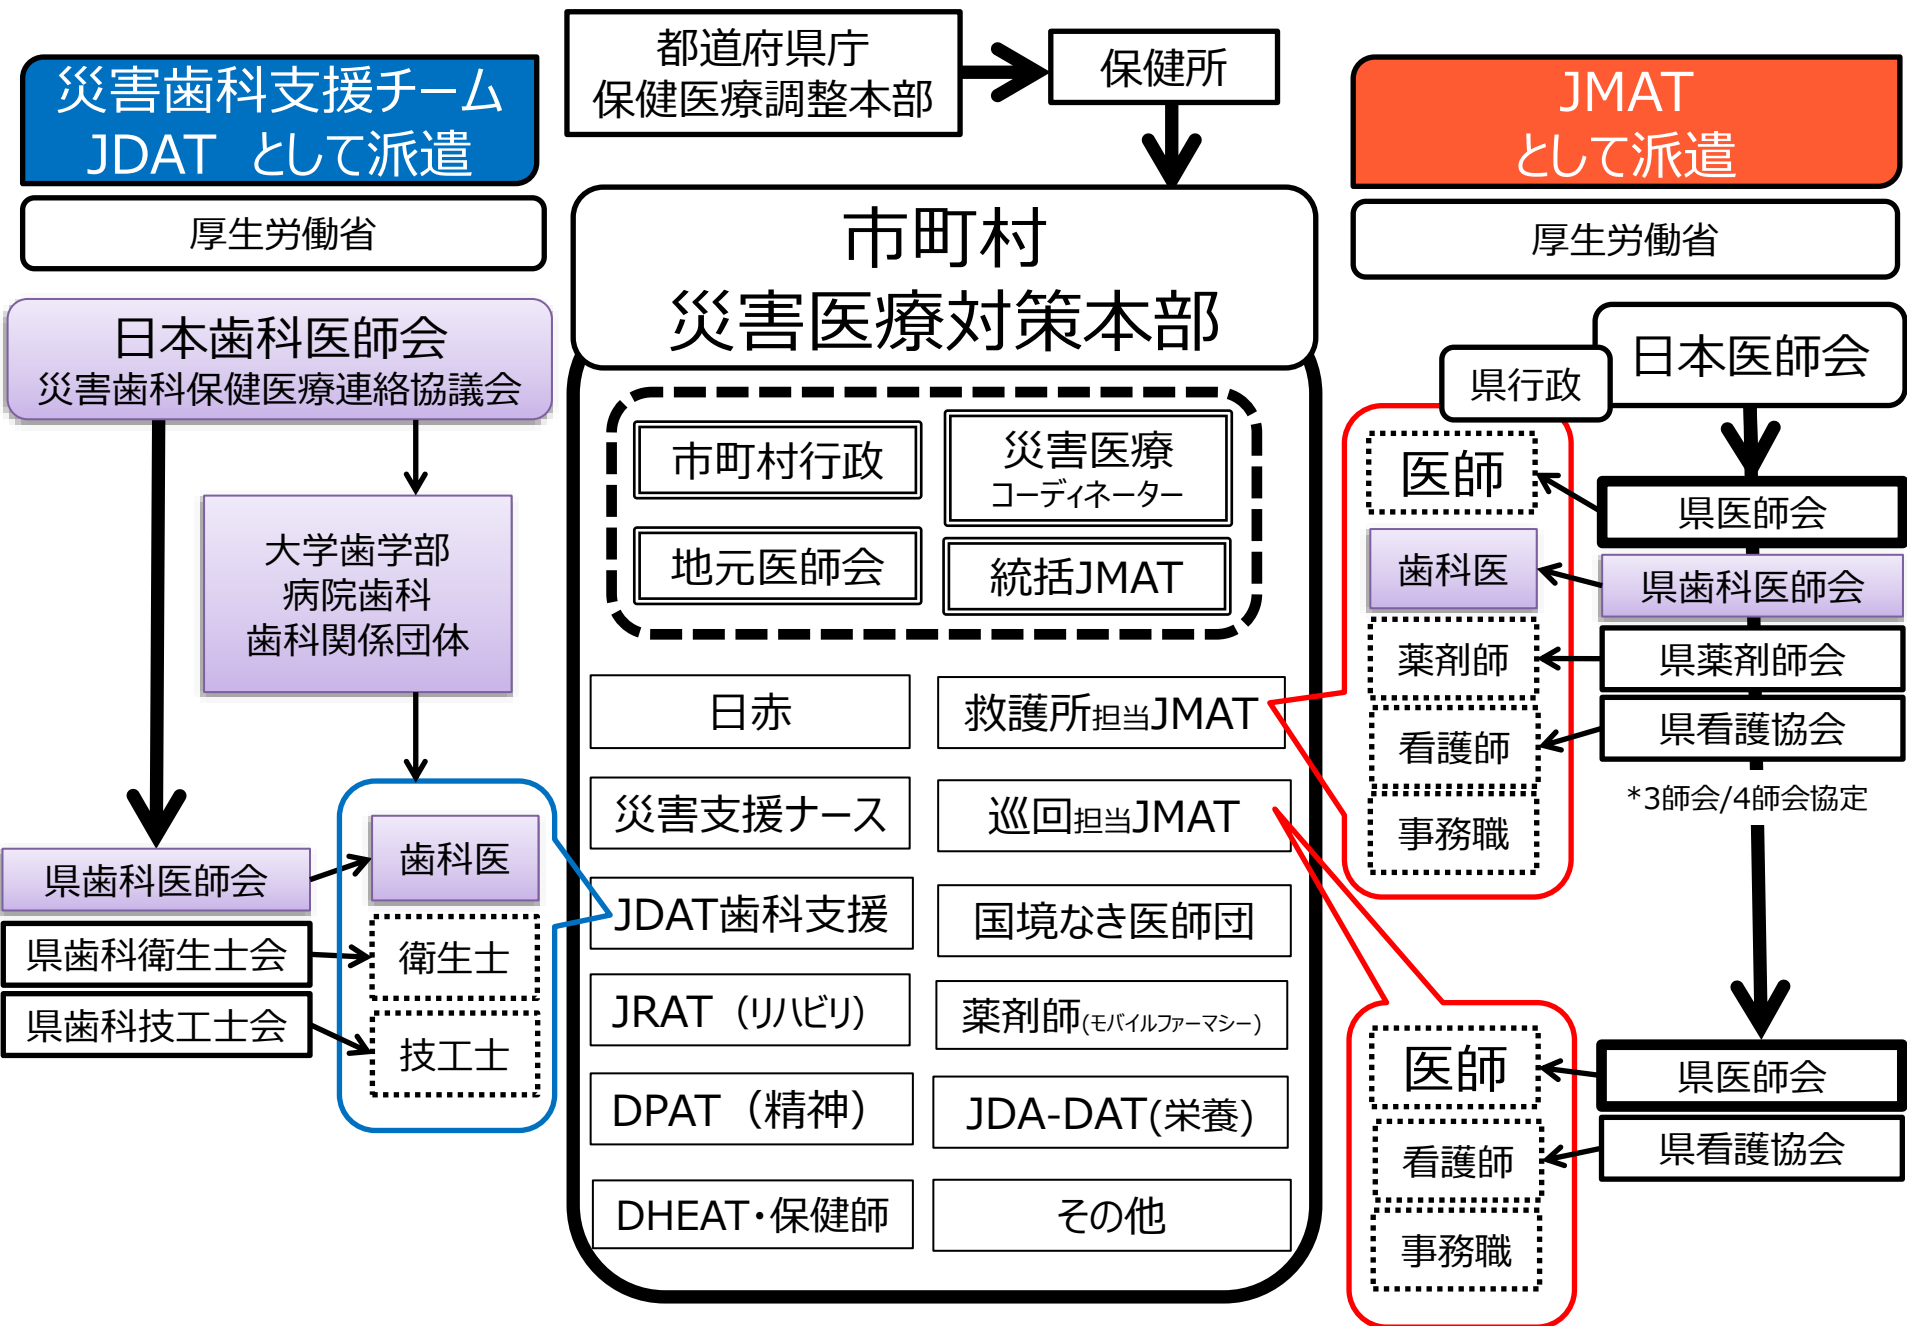 災害歯科支援チーム
JDAT として派遣
厚生労働省
日本歯科医師会
災害歯科保健医療連絡協議会
大学歯学部
病院歯科
歯科関係団体
県歯科医師会
県歯科衛生士会
県歯科技工士会
歯科医
衛生士
技工士
都道府県庁
保健医療調整本部
保健所
市町村
災害医療対策本部
市町村行政
災害医療
コーディネーター
地元医師会
統括JMAT
日赤
救護所担当JMAT
災害支援ナース
巡回担当JMAT
JDAT歯科支援
国境なき医師団
JRAT（リハビリ）
薬剤師(モバイルファーマシー)
DPAT（精神）
JDA-DAT(栄養)
DHEAT・保健師
その他
JMAT
として派遣
厚生労働省
日本医師会
県行政
医師
歯科医
薬剤師
看護師
事務職
県医師会
県歯科医師会
県薬剤師会
県看護協会
*3師会/4師会協定
医師
看護師
事務職
県医師会
県看護協会